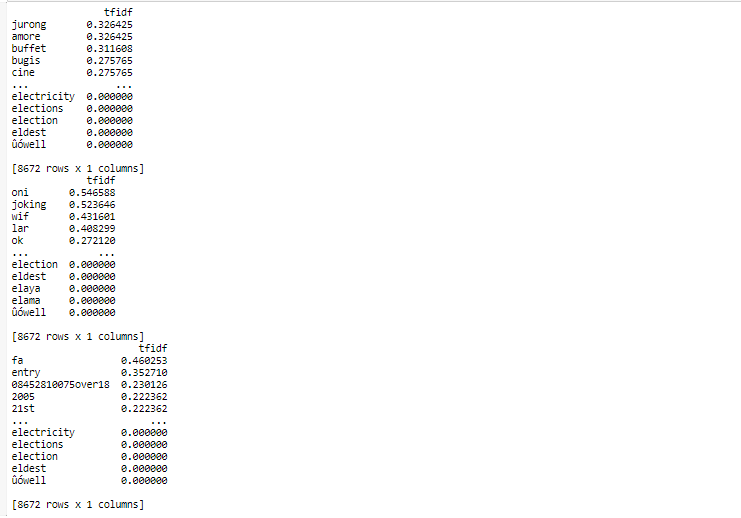 tfidf
jurong 0.326425
amore 0.326425
buffet 0.311608
bugis 0.275765
cine 0.275765
... ...
electricity 0.000000
elections 0.000000
election 0.000000
eldest 0.000000
ûówell 0.000000
[8672 rows x 1 columns]
tfidf
oni 0.546588
joking 0.523646
wif 0.431601
lar 0.408299
ok 0.272120
... ...
election 0.000000
eldest 0.000000
elaya 0.000000
elama 0.000000
ûówell 0.000000
[8672 rows x 1 columns]
tfidf
fa 0.460253
entry 0.352710
08452810075over18 0.230126
2005 0.222362
21st 0.222362
... ...
electricity 0.000000
elections 0.000000
election 0.000000
eldest 0.000000
ûówell 0.000000
[8672 rows x 1 columns]